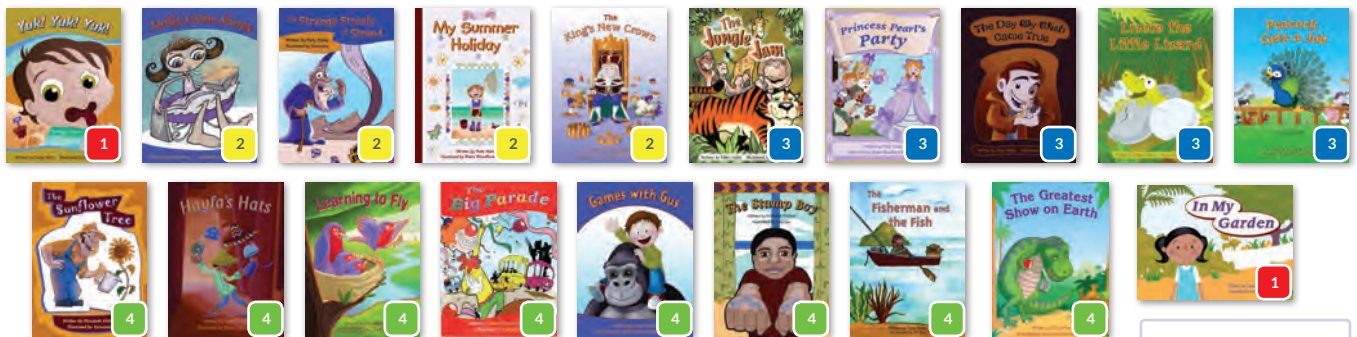 Yuk! Yuk! Yuk!
1
Molly's New Shoes
2
The
Strange Streets
of Strand
2
My Summer
Holiday
2
The
King's New Crown
2
The
Jungle
Jam
3
Princess Pearl's
Party
3
The Day My Wish
Came True
3
Lizzie the
Little Lizard
3
Peacock
Gets a Job
3
The
Sunflower
Tree
4
Hayfa's Hats
4
Learning to Fly
4
The
Big Parade
4
Games with Gus
4
The Stamp Boy
4
The
Fisherman and
the Fish
4
The Greatest
Show on Earth
4
In My
Garden
1